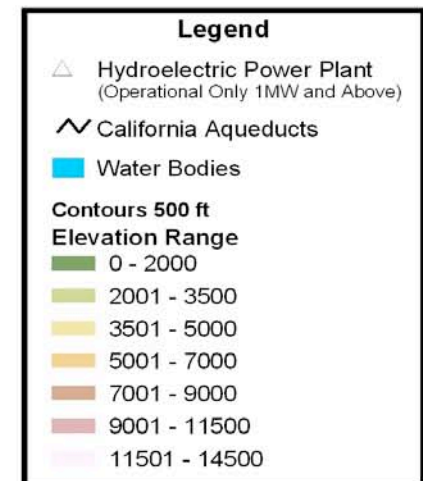 Legend
Hydroelectric Power Plant
(Operational Only 1MW and Above)
California Aqueducts
Water Bodies
Contours 500 ft
Elevation Range
0 - 2000
2001 - 3500
3501 - 5000
5001 - 7000
7001 - 9000
9001 - 11500
11501 - 14500